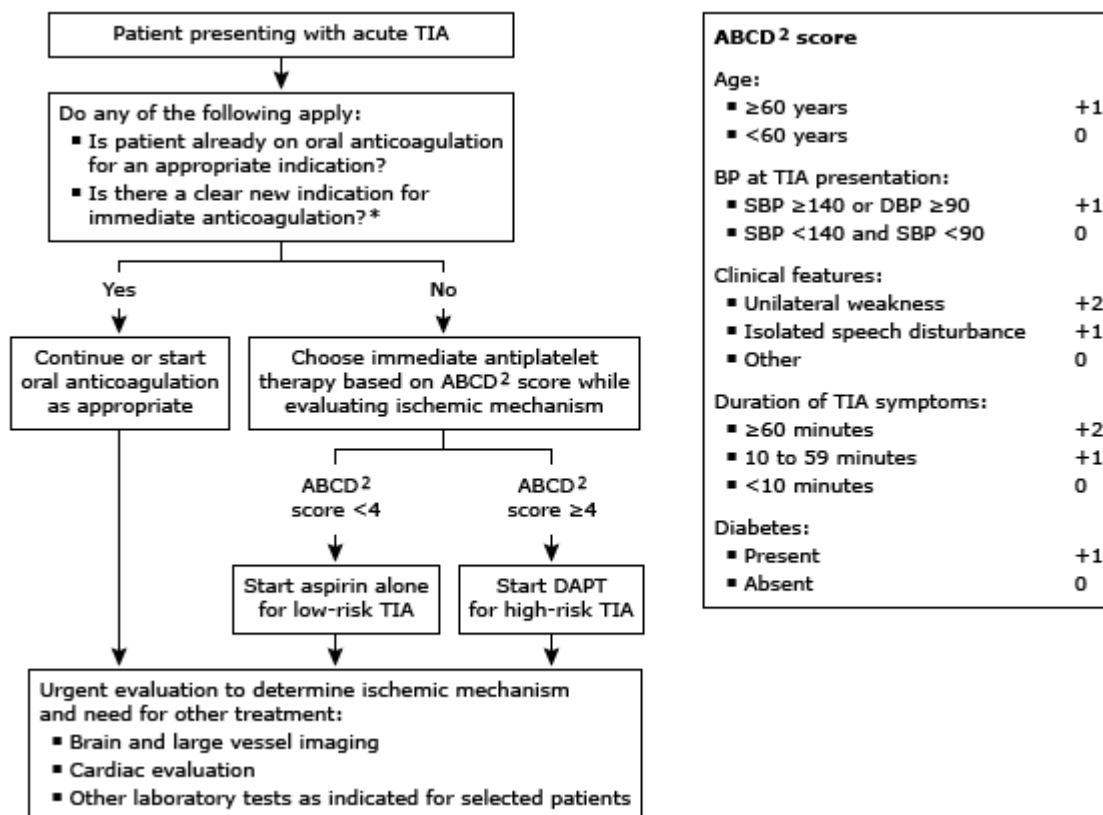 Patient presenting with acute TIA
Do any of the following apply:
▪ Is patient already on oral anticoagulation
for an appropriate indication?
▪ Is there a clear new indication for
immediate anticoagulation?*
Yes
No
Continue or start
oral anticoagulation
as appropriate
Choose immediate antiplatelet
therapy based on ABCD² score while
evaluating ischemic mechanism
ABCD²
score <4
ABCD²
score ≥4
Start aspirin alone
for low-risk TIA
Start DAPT
for high-risk TIA
Urgent evaluation to determine ischemic mechanism
and need for other treatment:
▪ Brain and large vessel imaging
▪ Cardiac evaluation
▪ Other laboratory tests as indicated for selected patients
ABCD² score
Age:
▪ ≥60 years +1
▪ <60 years 0
BP at TIA presentation:
▪ SBP ≥140 or DBP ≥90 +1
▪ SBP <140 and SBP <90 0
Clinical features:
▪ Unilateral weakness +2
▪ Isolated speech disturbance +1
▪ Other 0
Duration of TIA symptoms:
▪ ≥60 minutes +2
▪ 10 to 59 minutes +1
▪ <10 minutes 0
Diabetes:
▪ Present +1
▪ Absent 0